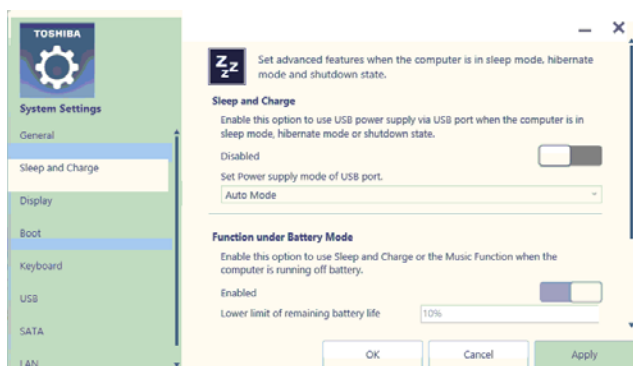 TOSHIBA
System Settings
General
Sleep and Charge
Display
Boot
Keyboard
USB
SATA
LAN
Z
z
z
Set advanced features when the computer is in sleep mode, hibernate
mode and shutdown state.
Sleep and Charge
Enable this option to use USB power supply via USB port when the computer is in
sleep mode, hibernate mode or shutdown state.
Disabled
Set Power supply mode of USB port.
Auto Mode
Function under Battery Mode
Enable this option to use Sleep and Charge or the Music Function when the
computer is running off battery.
Enabled
Lower limit of remaining battery life 10%
OK Cancel Apply